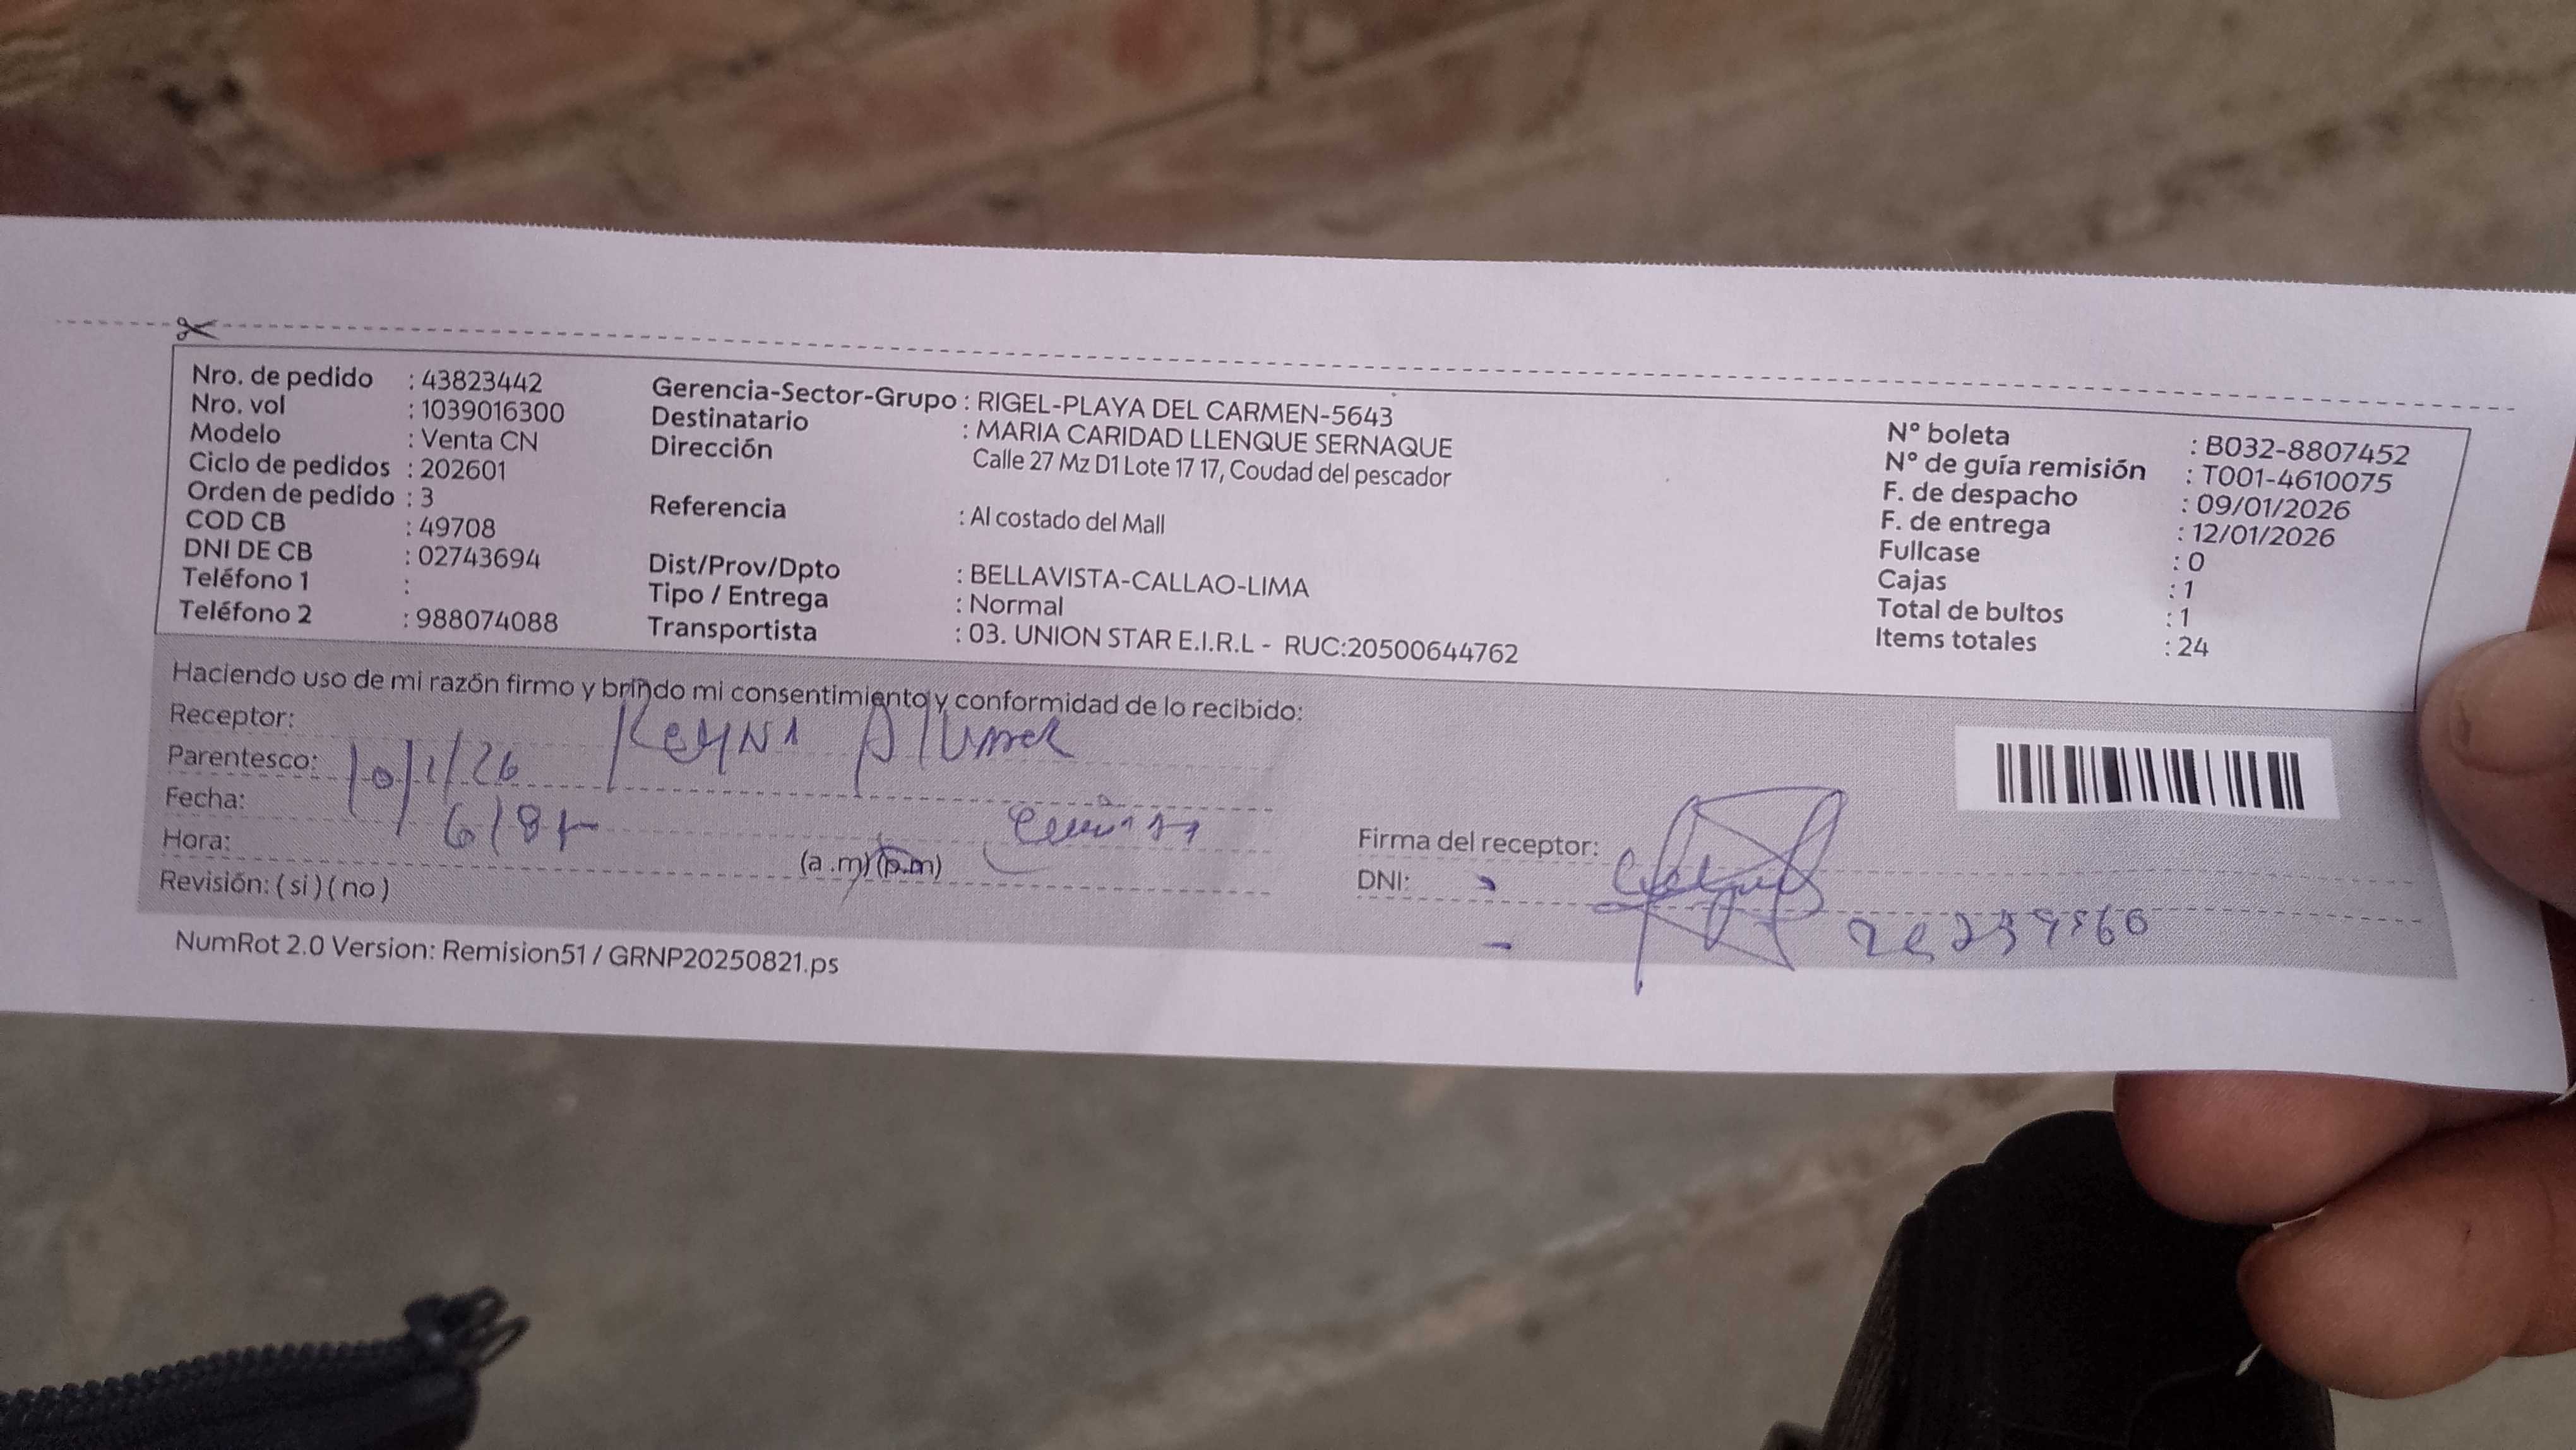 Nro. de pedido : 43823442
Nro. vol : 1039016300
Modelo : Venta CN
Ciclo de pedidos : 202601
Orden de pedido : 3
COD CB : 49708
DNI DE CB : 02743694
Teléfono 1 :
Teléfono 2 : 988074088
Gerencia-Sector-Grupo : RIGEL-PLAYA DEL CARMEN-5643
Destinatario : MARIA CARIDAD LLENQUE SERNAQUE
Dirección Calle 27 Mz D1 Lote 17 17, Coudad del pescador
Referencia : Al costado del Mall
Dist/Prov/Dpto : BELLAVISTA-CALLAO-LIMA
Tipo / Entrega : Normal
Transportista : 03. UNION STAR E.I.R.L - RUC:20500644762
N° boleta : B032-8807452
N° de guía remisión : T001-4610075
F. de despacho : 09/01/2026
F. de entrega : 12/01/2026
Fullcase : 0
Cajas : 1
Total de bultos : 1
Items totales : 24
Haciendo uso de mi razón firmo y brindo mi consentimiento y conformidad de lo recibido:
Receptor:
Parentesco: 10/1/26
Fecha:
Hora: (a .m) (p.m)
Revisión: ( si ) ( no )
Firma del receptor:
DNI:
NumRot 2.0 Version: Remision51 / GRNP20250821.ps